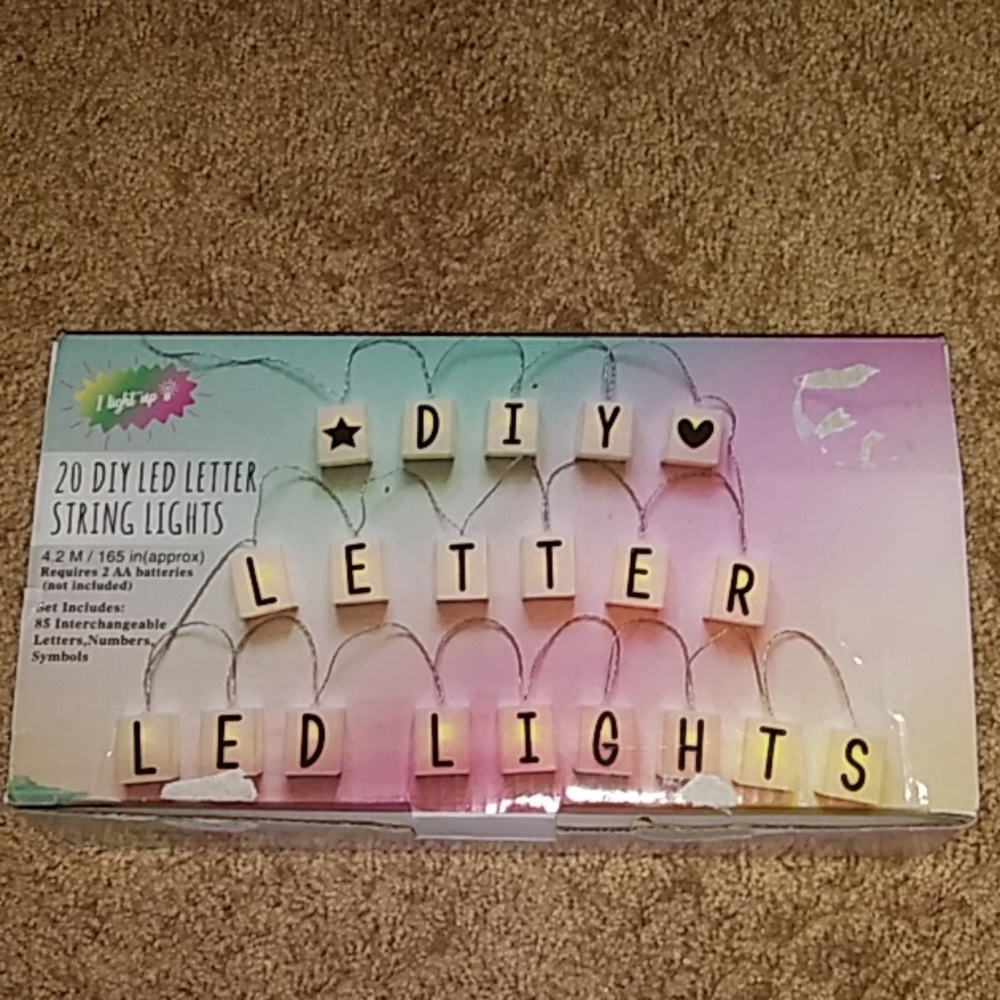 I light up
★ D I Y ♥
20 DIY LED LETTER
STRING LIGHTS
4.2 M / 165 in(approx)
Requires 2 AA batteries
(not included)
Set Includes:
85 Interchangeable
Letters,Numbers,
Symbols
L E T T E R
L E D L I G H T S